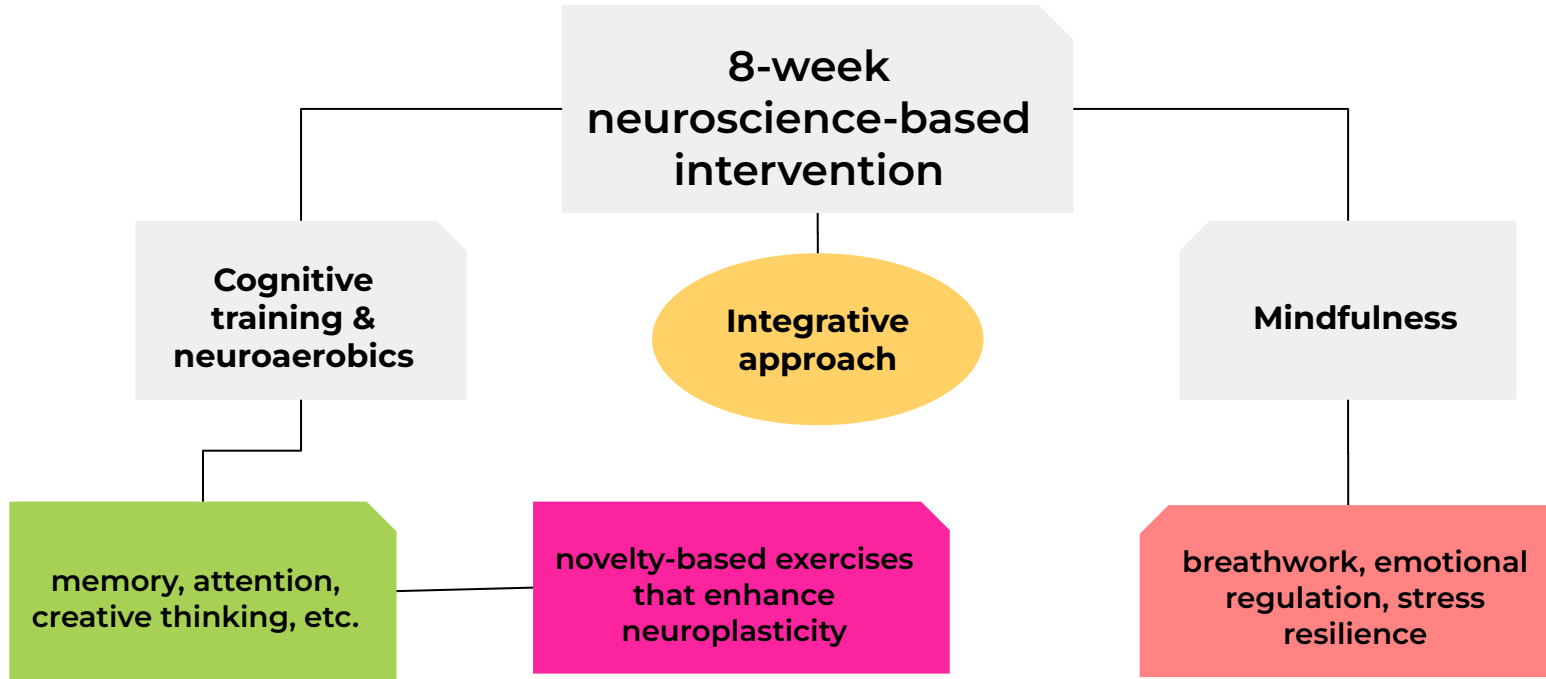 8-week
neuroscience-based
intervention
Cognitive
training &
neuroaerobics
Integrative
approach
Mindfulness
memory, attention,
creative thinking, etc.
novelty-based exercises
that enhance
neuroplasticity
breathwork, emotional
regulation, stress
resilience